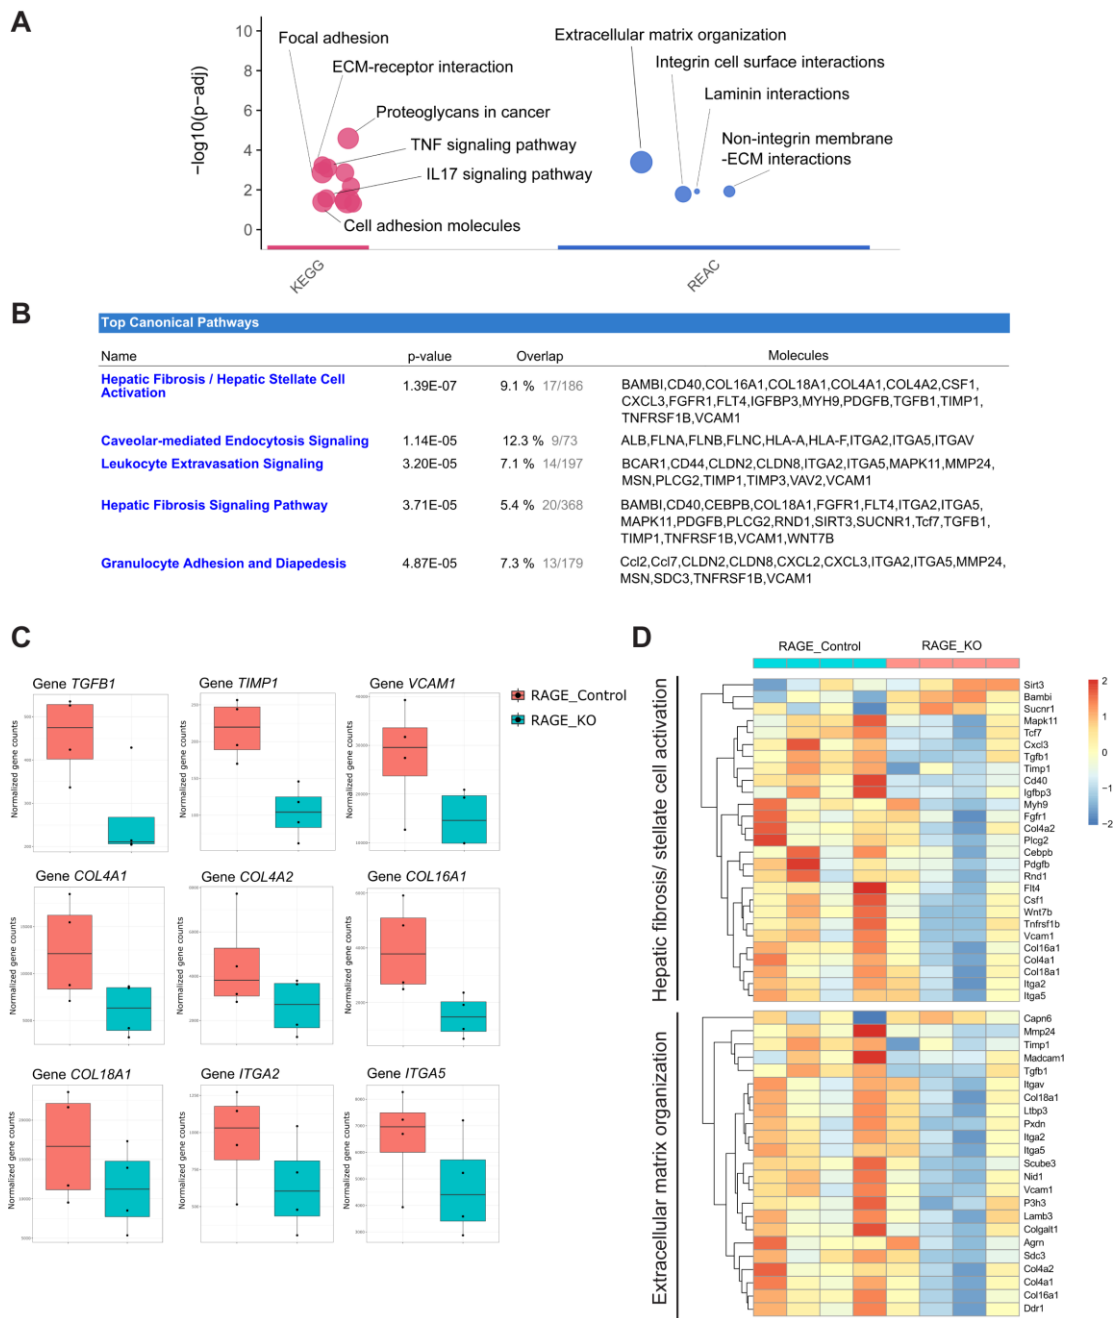 A
10
8
6
4
2
0
−log10(p−adj)
Focal adhesion
ECM-receptor interaction
Proteoglycans in cancer
TNF signaling pathway
IL17 signaling pathway
Cell adhesion molecules
Extracellular matrix organization
Integrin cell surface interactions
Laminin interactions
Non-integrin membrane
-ECM interactions
KEGG
REAC
B
Top Canonical Pathways
Name p-value Overlap Molecules
Hepatic Fibrosis / Hepatic Stellate Cell
Activation
1.39E-07 9.1 % 17/186
BAMBI,CD40,COL16A1,COL18A1,COL4A1,COL4A2,CSF1,
CXCL3,FGFR1,FLT4,IGFBP3,MYH9,PDGFB,TGFB1,TIMP1,
TNFRSF1B,VCAM1
Caveolar-mediated Endocytosis Signaling 1.14E-05 12.3 % 9/73 ALB,FLNA,FLNB,FLNC,HLA-A,HLA-F,ITGA2,ITGA5,ITGAV
Leukocyte Extravasation Signaling 3.20E-05 7.1 % 14/197 BCAR1,CD44,CLDN2,CLDN8,ITGA2,ITGA5,MAPK11,MMP24,
MSN,PLCG2,TIMP1,TIMP3,VAV2,VCAM1
Hepatic Fibrosis Signaling Pathway 3.71E-05 5.4 % 20/368 BAMBI,CD40,CEBPB,COL18A1,FGFR1,FLT4,ITGA2,ITGA5,
MAPK11,PDGFB,PLCG2,RND1,SIRT3,SUCNR1,Tcf7,TGFB1,
TIMP1,TNFRSF1B,VCAM1,WNT7B
Granulocyte Adhesion and Diapedesis 4.87E-05 7.3 % 13/179 Ccl2,Ccl7,CLDN2,CLDN8,CXCL2,CXCL3,ITGA2,ITGA5,MMP24,
MSN,SDC3,TNFRSF1B,VCAM1
C
Gene TGFB1
Gene TIMP1
Gene VCAM1
Normalized gene counts
RAGE_Control
RAGE_KO
Gene COL4A1
Gene COL4A2
Gene COL16A1
Normalized gene counts
Gene COL18A1
Gene ITGA2
Gene ITGA5
Normalized gene counts
D
RAGE_Control RAGE_KO
Hepatic fibrosis/ stellate cell activation
Sirt3
Bambi
Sucnr1
Mapk11
Tcf7
Cxcl3
Tgfb1
Timp1
Cd40
Igfbp3
Myh9
Fgfr1
Col4a2
Plcg2
Cebpb
Pdgfb
Rnd1
Flt4
Csf1
Wnt7b
Tnfrsf1b
Vcam1
Col16a1
Col4a1
Col18a1
Itga2
Itga5
2
1
0
−1
−2
Extracellular matrix organization
Capn6
Mmp24
Timp1
Madcam1
Tgfb1
Itgav
Col18a1
Ltbp3
Pxdn
Itga2
Itga5
Scube3
Nid1
Vcam1
P3h3
Lamb3
Colgalt1
Agrn
Sdc3
Col4a2
Col4a1
Col16a1
Ddr1